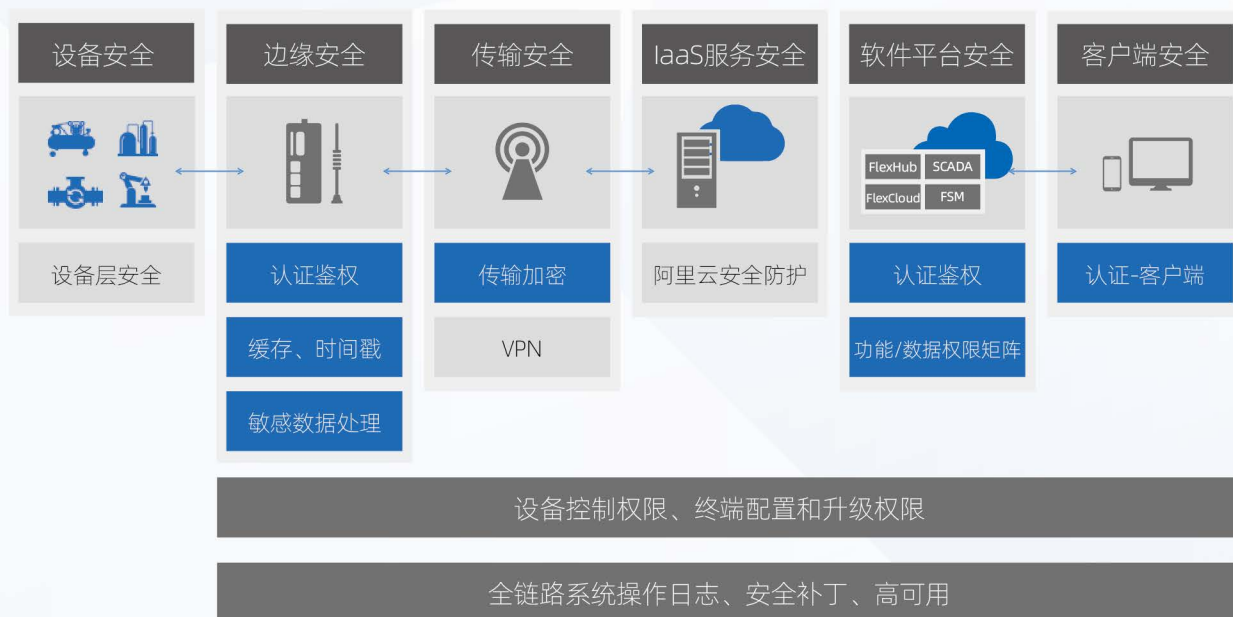 设备安全
边缘安全
传输安全
IaaS服务安全
软件平台安全
客户端安全
FlexHub
SCADA
FlexCloud
FSM
设备层安全
认证鉴权
传输加密
阿里云安全防护
认证鉴权
认证-客户端
缓存、时间戳
VPN
功能/数据权限矩阵
敏感数据处理
设备控制权限、终端配置和升级权限
全链路系统操作日志、安全补丁、高可用